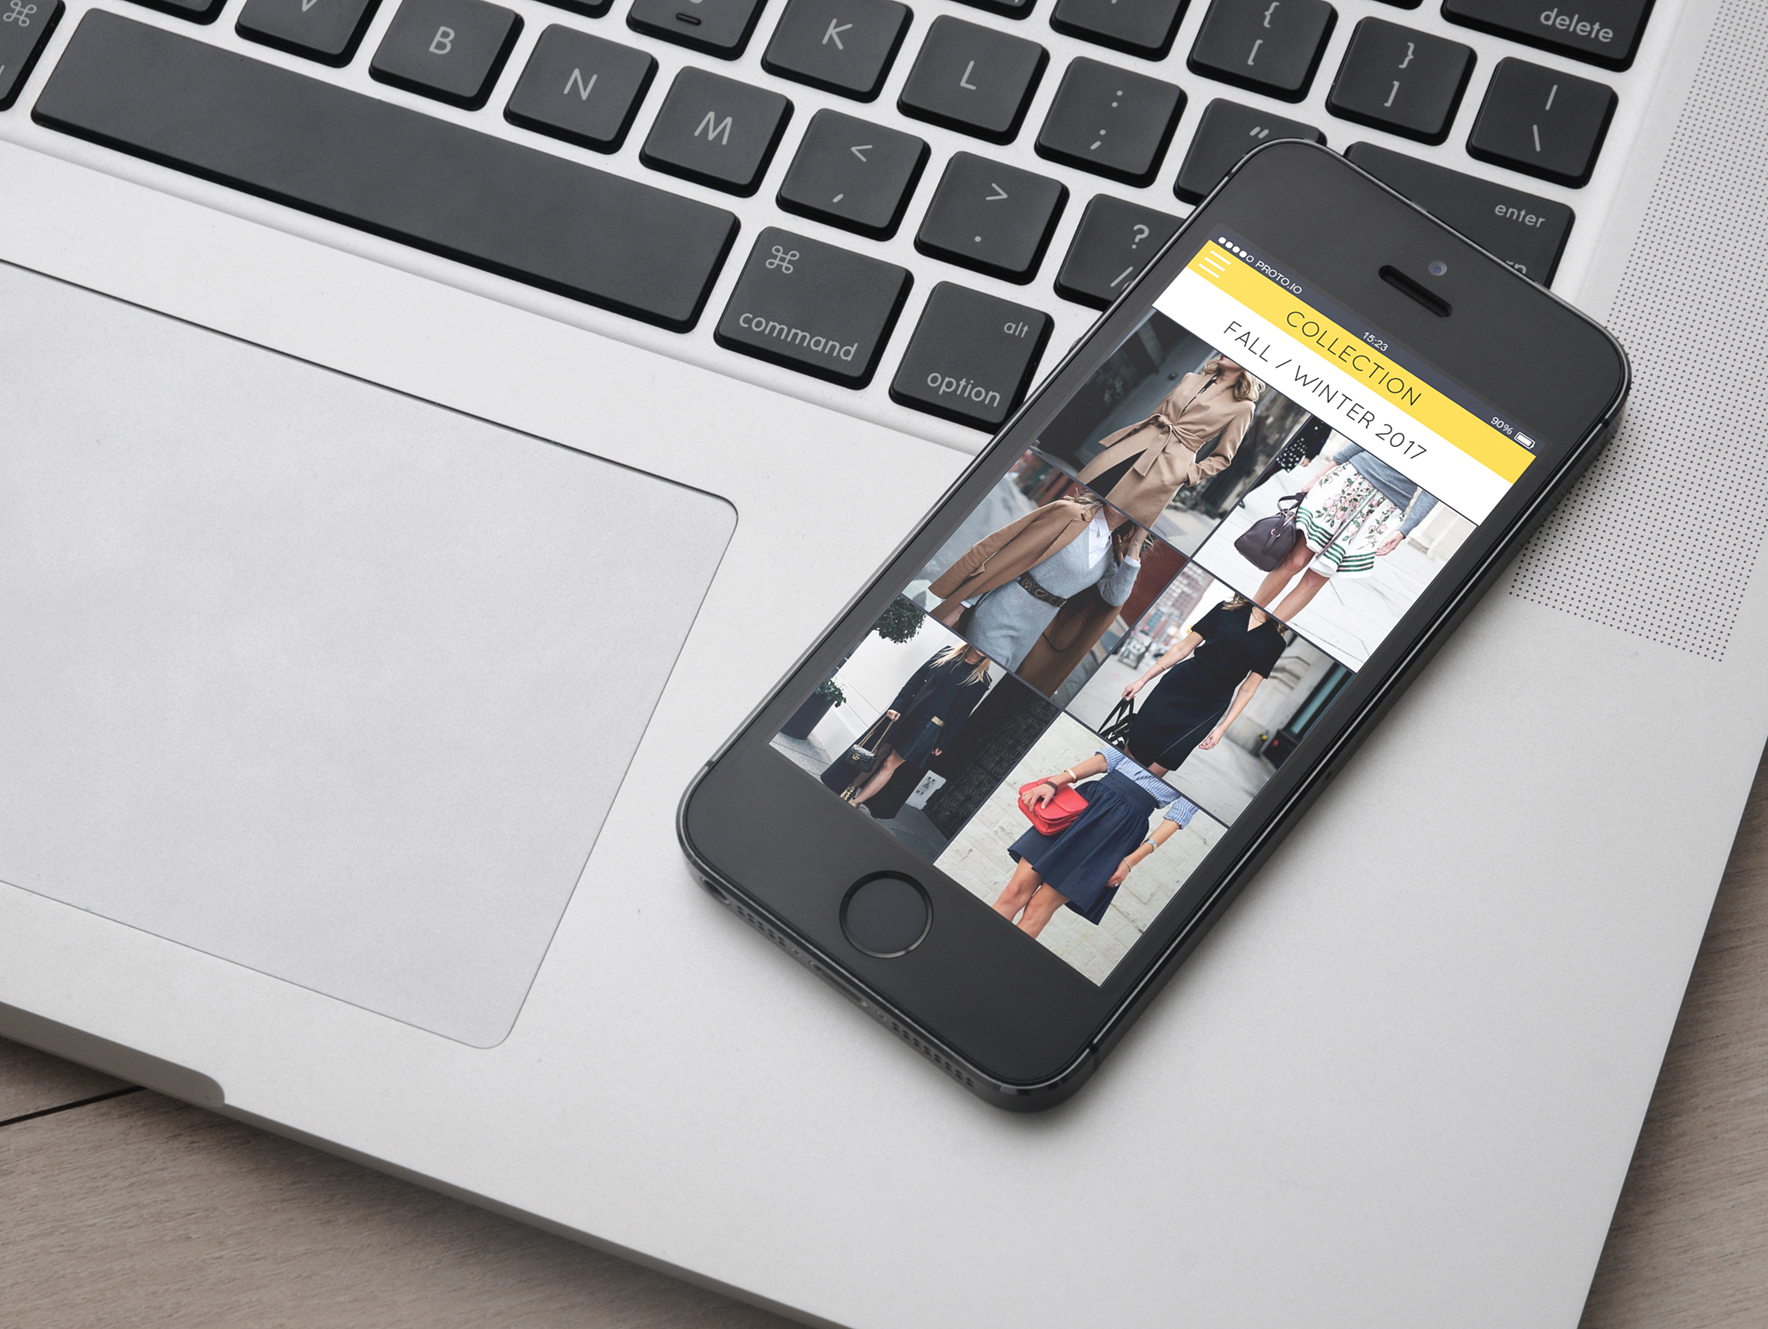 PROTO.IO 15:23 90%
COLLECTION
FALL / WINTER 2017
delete
{ [
} ]
| \
K
L
: ;
"
enter
B
N
M
< ,
> .
? /
⌘
command
alt
option